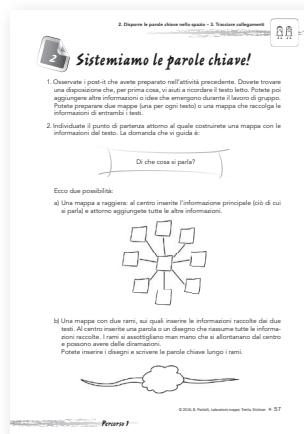 2. Disporre le parole chiave nello spazio – 3. Tracciare collegamenti
2
Sistemiamo le parole chiave!
1. Osservate i post-it che avete preparato nell'attività precedente. Dovete trovare
una disposizione che, per prima cosa, vi aiuti a ricordare il testo letto. Potete poi
aggiungere altre informazioni o idee che emergono durante il lavoro di gruppo.
Potete preparare due mappe (una per ogni testo) o una mappa che raccolga le
informazioni di entrambi i testi.
2. Individuate il punto di partenza attorno al quale costruirete una mappa con le
informazioni del testo. La domanda che vi guida è:
Di che cosa si parla?
Ecco due possibilità:
a) Una mappa a raggiera: al centro inserite l'informazione principale (ciò di cui
si parla) e attorno aggiungete tutte le altre informazioni.
b) Una mappa con due rami, sui quali inserire le informazioni raccolte dai due
testi. Al centro inserite una parola o un disegno che riassume tutte le informa-
zioni raccolte. I rami si assottigliano man mano che si allontanano dal centro
e possono avere delle diramazioni.
Potete inserire i disegni e scrivere le parole chiave lungo i rami.
© 2016, B. Pastelli, Laboratorio mappe, Trento, Erickson ♦ 57
Percorso 1